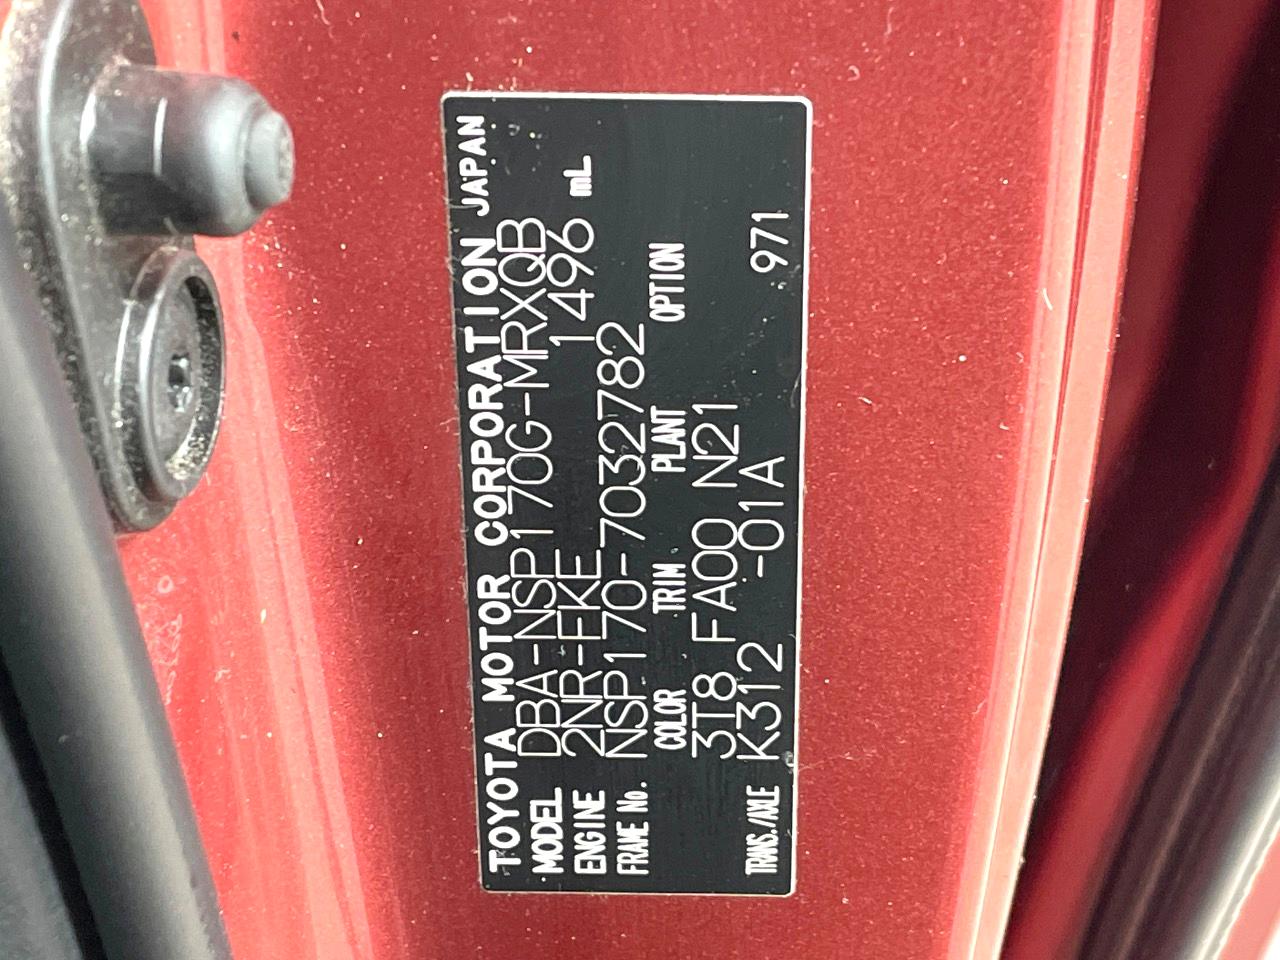 TOYOTA MOTOR CORPORATION JAPAN
MODEL DBA-NSP170G-MRXQB
ENGINE 2NR-FKE 1496 mL
FRAME No. NSP170-7032782
COLOR TRIM PLANT OPTION
3T8 FA00 N21
TRANS./AXLE K312 -01A 971